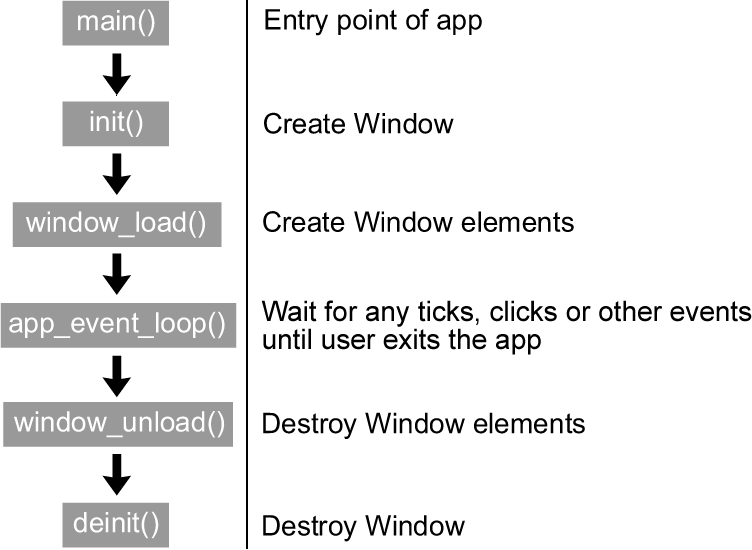 main()
Entry point of app
init()
Create Window
window_load()
Create Window elements
app_event_loop()
Wait for any ticks, clicks or other events
until user exits the app
window_unload()
Destroy Window elements
deinit()
Destroy Window